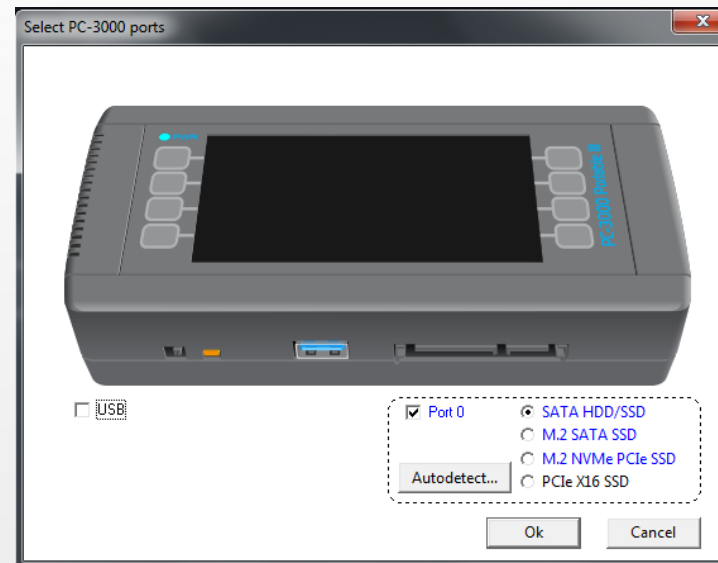 Select PC-3000 ports
PC-3000 Portable III
USB
Port 0
SATA HDD/SSD
M.2 SATA SSD
M.2 NVMe PCIe SSD
Autodetect...
PCIe X16 SSD
Ok
Cancel